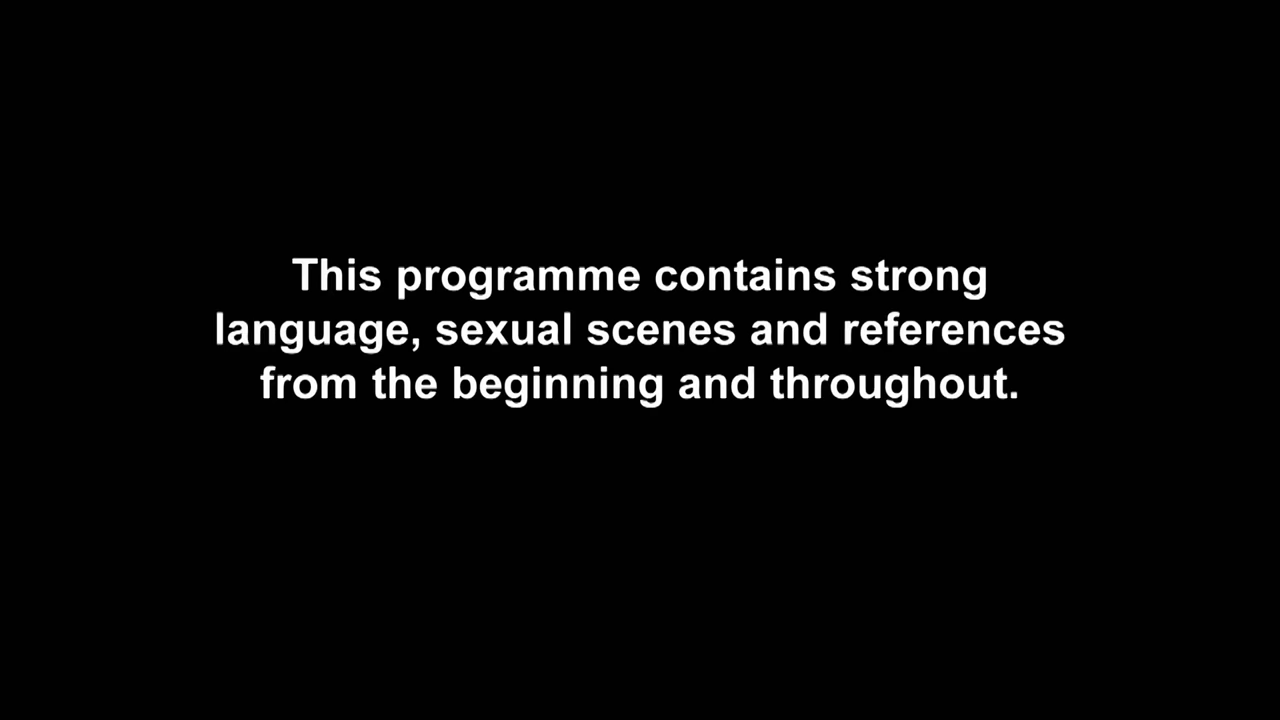 This programme contains strong
language, sexual scenes and references
from the beginning and throughout.